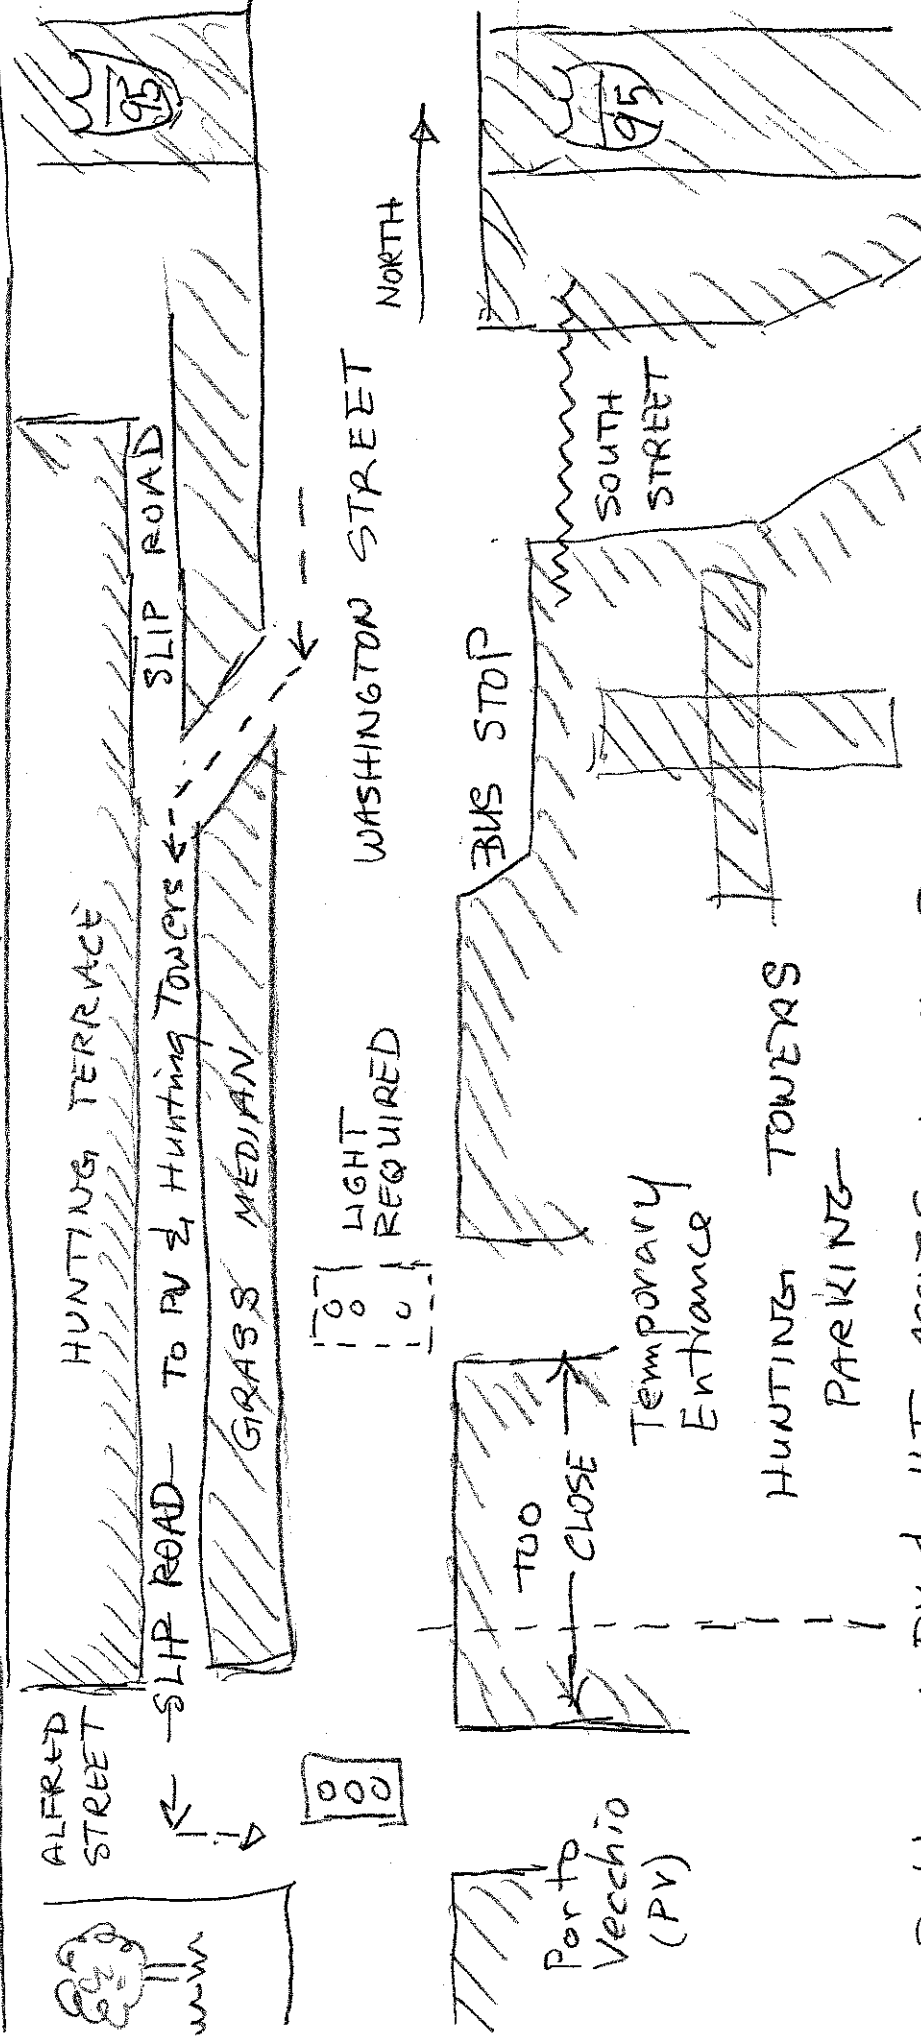 HUNTING TERRACE
95
ALFRED
STREET
SLIP ROAD — TO PV & Hunting Towers
SLIP ROAD
GRASS MEDIAN
LIGHT
REQUIRED
WASHINGTON STREET
NORTH
BUS STOP
95
TOO
CLOSE
Temporary
Entrance
SOUTH
STREET
Porto
Vecchio
(PV)
HUNTING TOWERS
PARKING